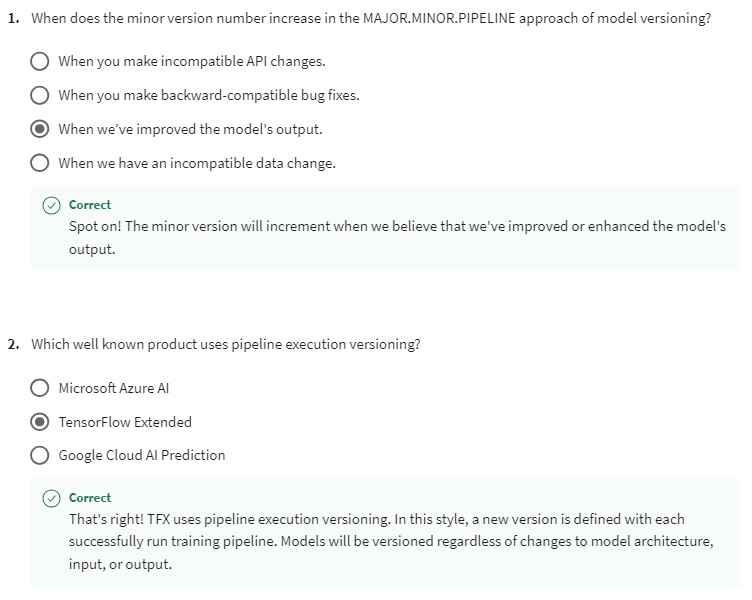 1. When does the minor version number increase in the MAJOR.MINOR.PIPELINE approach of model versioning?
When you make incompatible API changes.
When you make backward-compatible bug fixes.
When we've improved the model's output.
When we have an incompatible data change.
Correct
Spot on! The minor version will increment when we believe that we've improved or enhanced the model's
output.
2. Which well known product uses pipeline execution versioning?
Microsoft Azure AI
TensorFlow Extended
Google Cloud AI Prediction
Correct
That's right! TFX uses pipeline execution versioning. In this style, a new version is defined with each
successfully run training pipeline. Models will be versioned regardless of changes to model architecture,
input, or output.